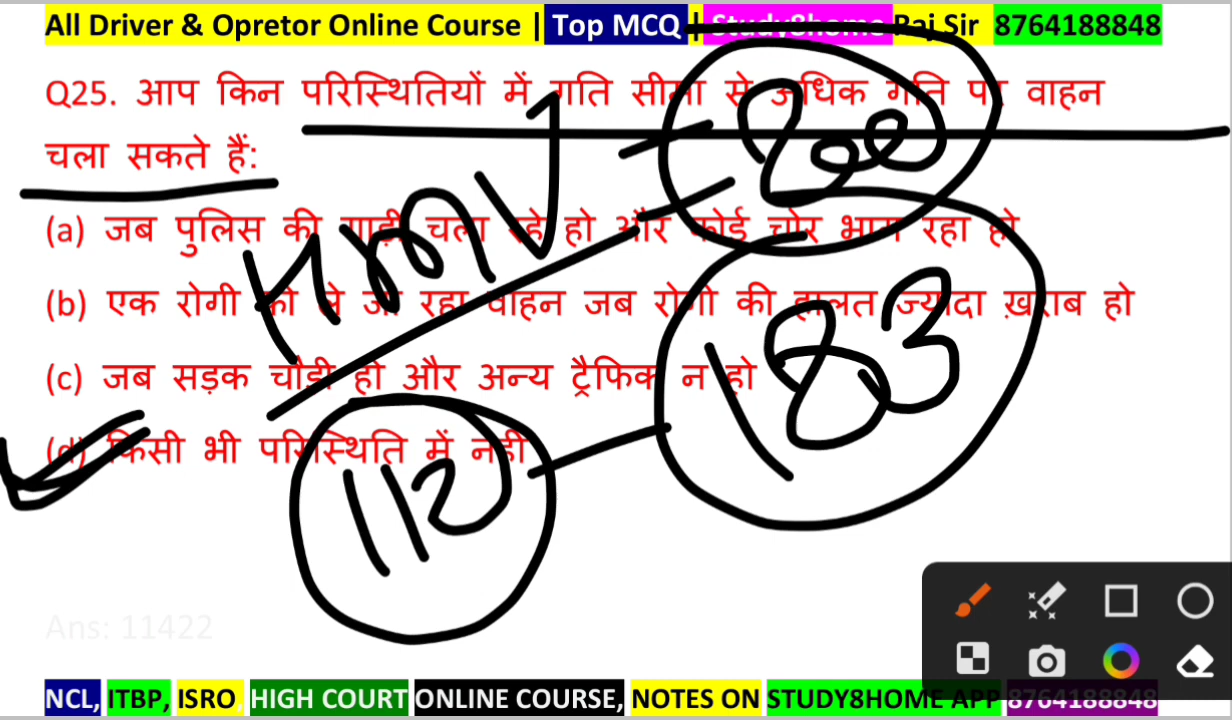 All Driver & Opretor Online Course | Top MCQ | Study8home Raj Sir 8764188848
Q25. आप किन परिस्थितियों में गति सीमा से अधिक गति पर वाहन
चला सकते हैं:
(a) जब पुलिस की गाड़ी चला रहे हो और कोई चोर भाग रहा हो
(b) एक रोगी को ले जा रहा वाहन जब रोगी की हालत ज्यादा ख़राब हो
(c) जब सड़क चौड़ी हो और अन्य ट्रैफिक न हो
(d) किसी भी परिस्थिति में नहीं
HMV
183
112
Ans: 11422
NCL, ITBP, ISRO, HIGH COURT ONLINE COURSE, NOTES ON STUDY8HOME APP 8764188848